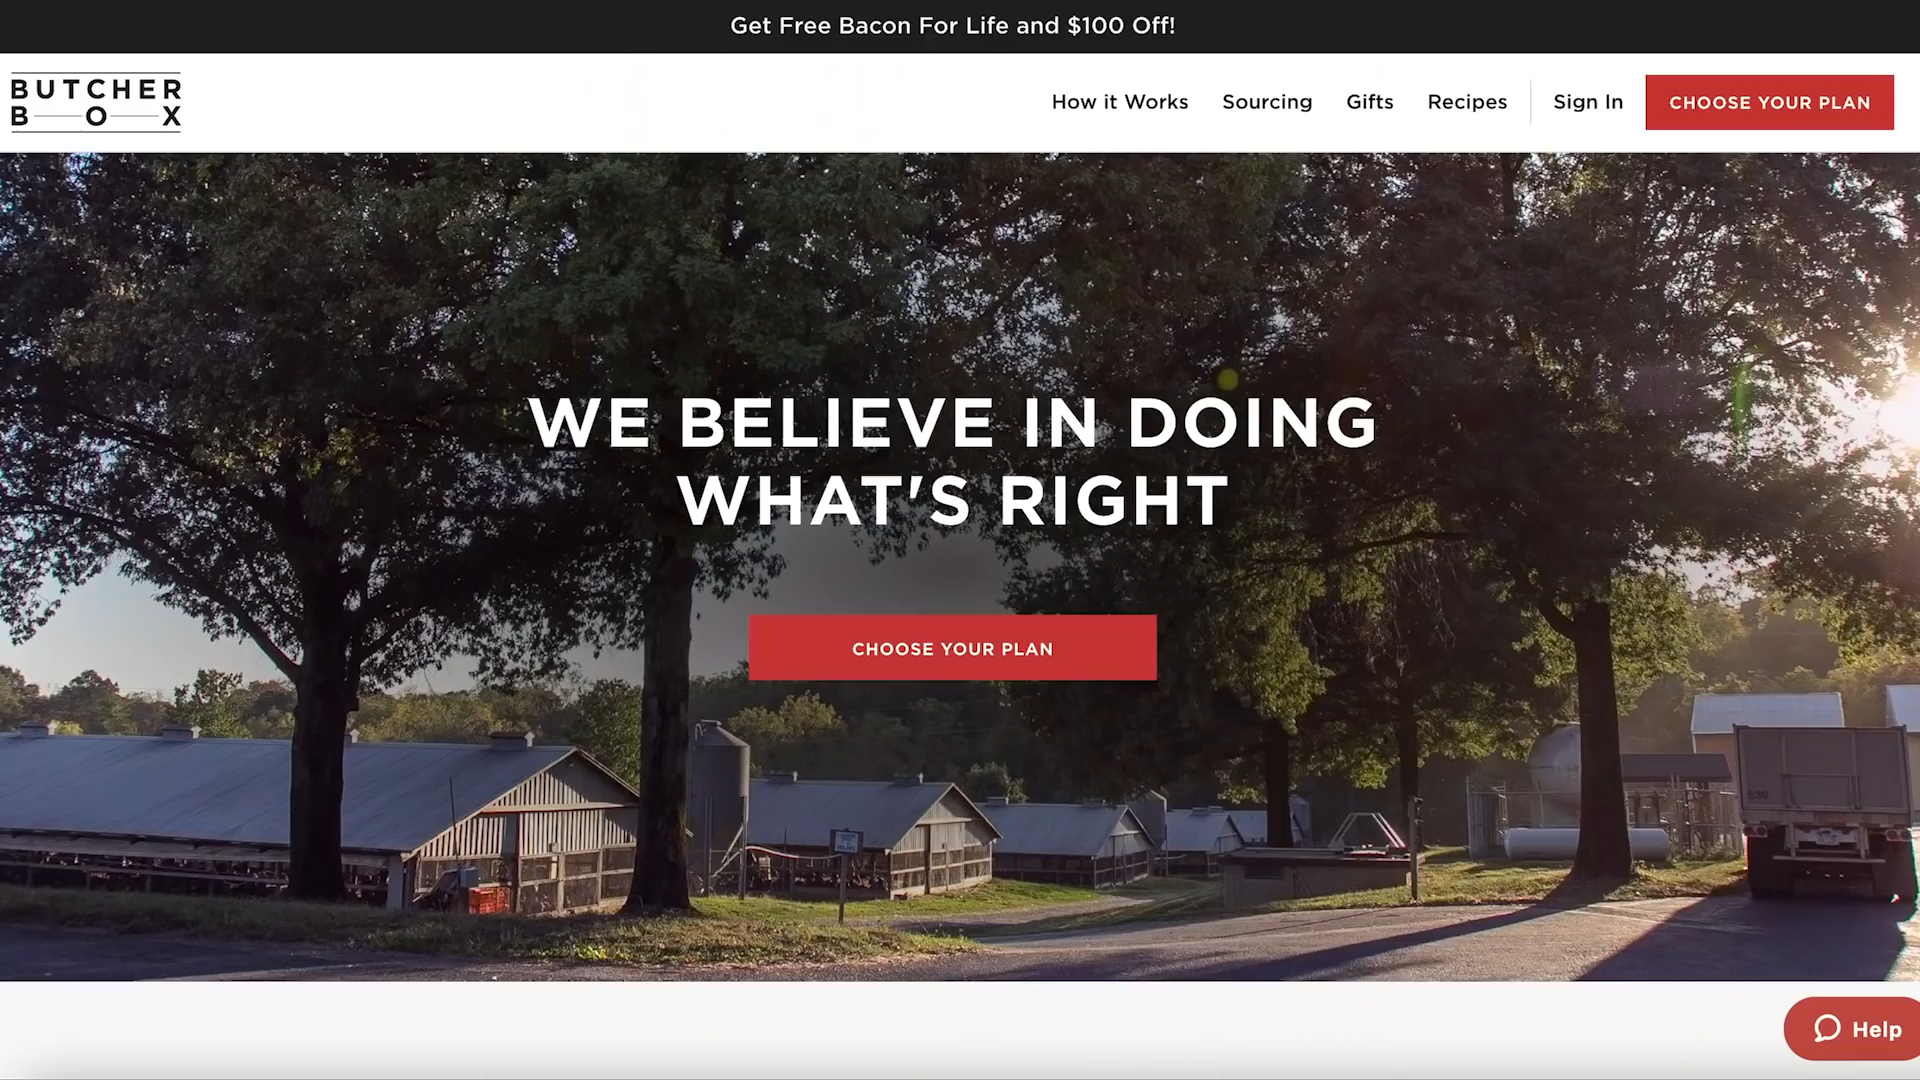 Get Free Bacon For Life and $100 Off!
BUTCHER
BOX
How it Works
Sourcing
Gifts
Recipes
Sign In
CHOOSE YOUR PLAN
WE BELIEVE IN DOING
WHAT'S RIGHT
CHOOSE YOUR PLAN
Help